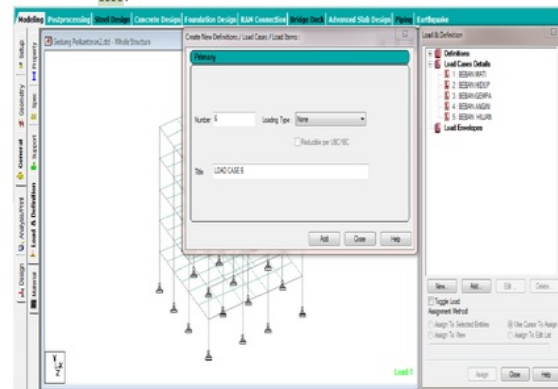 Modeling Postprocessing Steel Design Concrete Design Foundation Design RAM Connection Bridge Deck Advanced Slab Design Piping Earthquake
Gedung Perkantoran2.std - Whole Structure
Create New Definitions / Load Cases / Load Items :
Load & Definition
Primary
Definitions
Load Cases Details
1 : BEBAN MATI
2 : BEBAN HIDUP
3 : BEBAN GEMPA
4 : BEBAN ANGIN
5 : BEBAN HUJAN
Load Envelopes
Number 6
Loading Type : None
Reducible per UBC/IBC
Title LOAD CASE 6
Add
Close
Help
New...
Add...
Edit...
Delete...
Toggle Load
Assignment Method
Assign To Selected Entities
Use Cursor To Assign
Assign To View
Assign To Edit List
Assign
Close
Help
Setup
Property
Geometry
Spec
General
Support
Analysis/Print
Load & Definition
Design
Material
Load 1